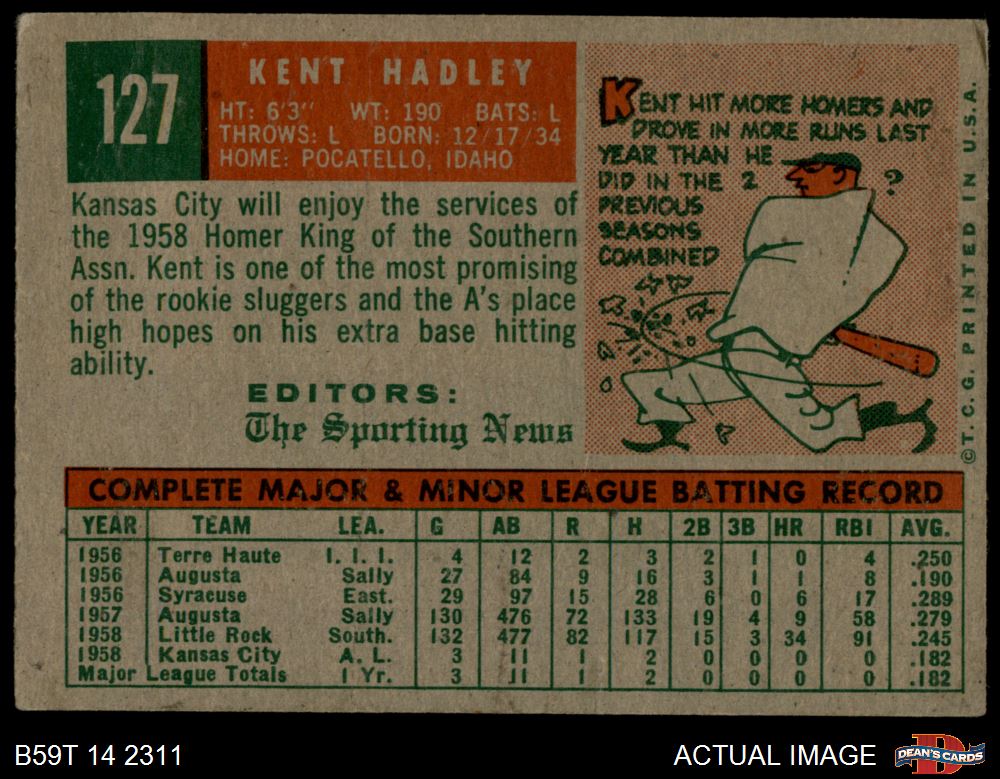 127
KENT HADLEY
HT: 6'3" WT: 190 BATS: L
THROWS: L BORN: 12/17/34
HOME: POCATELLO, IDAHO
Kansas City will enjoy the services of
the 1958 Homer King of the Southern
Assn. Kent is one of the most promising
of the rookie sluggers and the A's place
high hopes on his extra base hitting
ability.
EDITORS:
The Sporting News
KENT HIT MORE HOMERS AND
DROVE IN MORE RUNS LAST
YEAR THAN HE
DID IN THE 2
PREVIOUS
SEASONS
COMBINED
?
©T.C.G. PRINTED IN U.S.A.
COMPLETE MAJOR & MINOR LEAGUE BATTING RECORD
YEAR TEAM LEA. G AB R H 2B 3B HR RBI AVG.
1956 Terre Haute I. I. I. 4 12 2 3 2 1 0 4 .250
1956 Augusta Sally 27 84 9 16 3 1 1 8 .190
1956 Syracuse East. 29 97 15 28 6 0 6 17 .289
1957 Augusta Sally 130 476 72 133 19 4 9 58 .279
1958 Little Rock South. 132 477 82 117 15 3 34 91 .245
1958 Kansas City A. L. 3 11 1 2 0 0 0 0 .182
Major League Totals 1 Yr. 3 11 1 2 0 0 0 0 .182
B59T 14 2311
ACTUAL IMAGE
DEAN'S CARDS